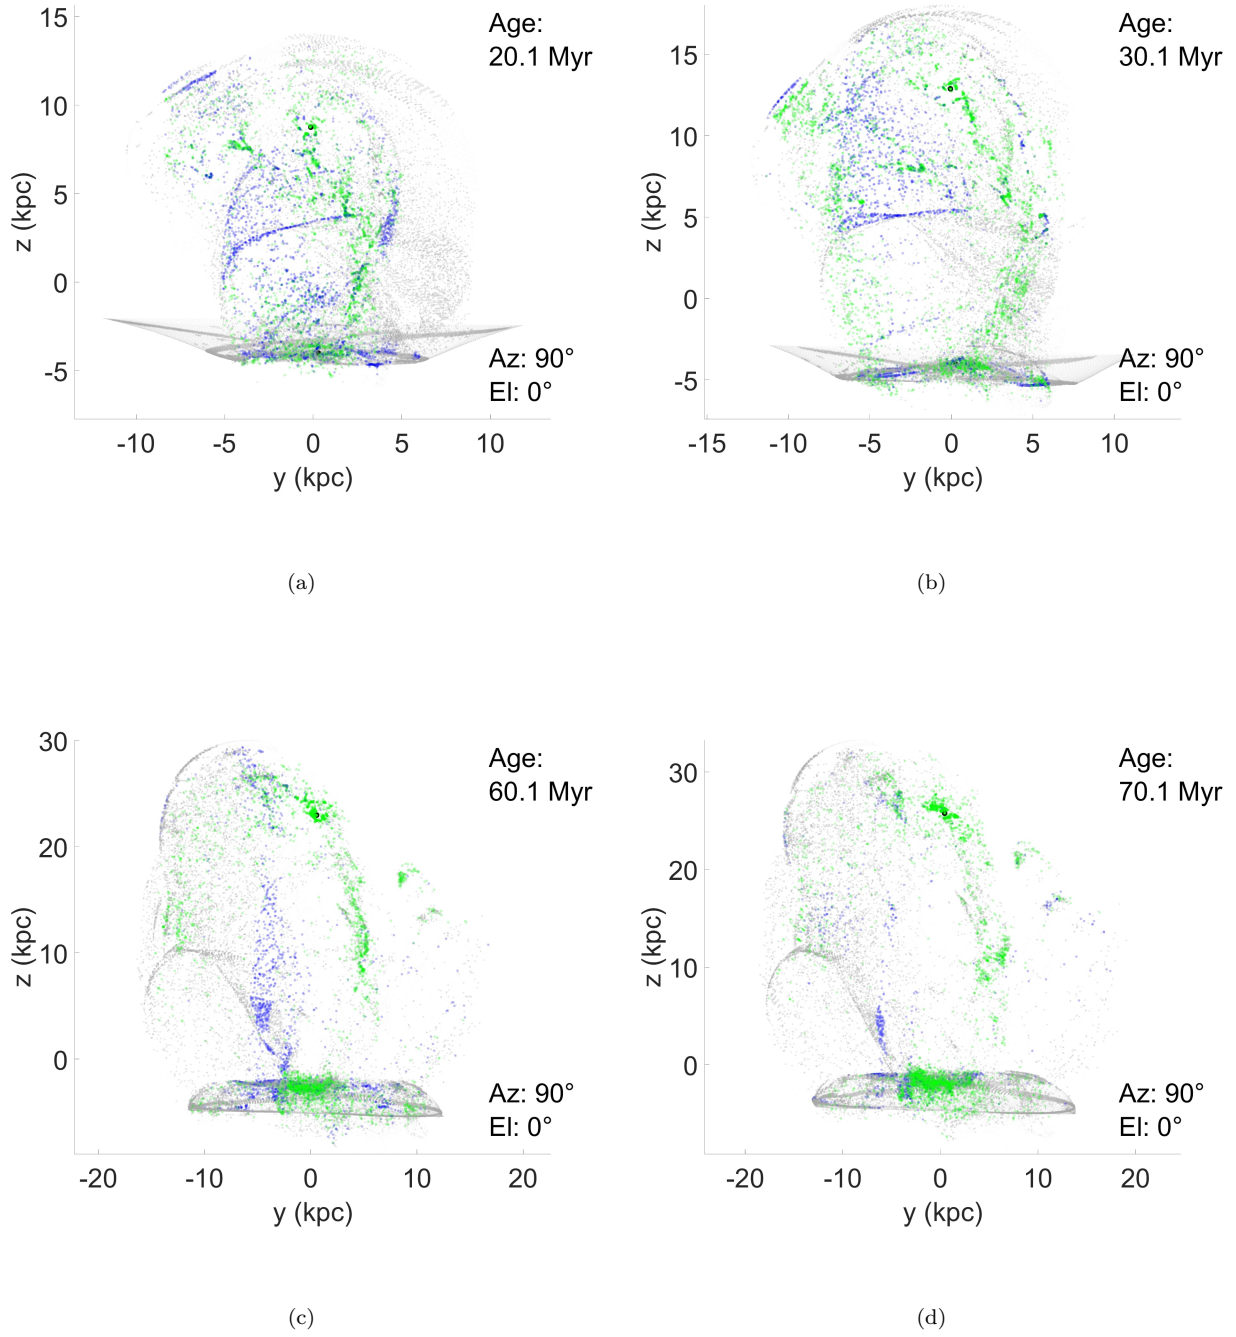 Age:
20.1 Myr
15
10
5
0
-5
z (kpc)
Az: 90°
El: 0°
-10
-5
0
5
10
y (kpc)
(a)
Age:
30.1 Myr
15
10
5
0
-5
z (kpc)
Az: 90°
El: 0°
-15
-10
-5
0
5
10
y (kpc)
(b)
Age:
60.1 Myr
30
20
10
0
z (kpc)
Az: 90°
El: 0°
-20
-10
0
10
20
y (kpc)
(c)
Age:
70.1 Myr
30
20
10
0
z (kpc)
Az: 90°
El: 0°
-20
-10
0
10
20
y (kpc)
(d)